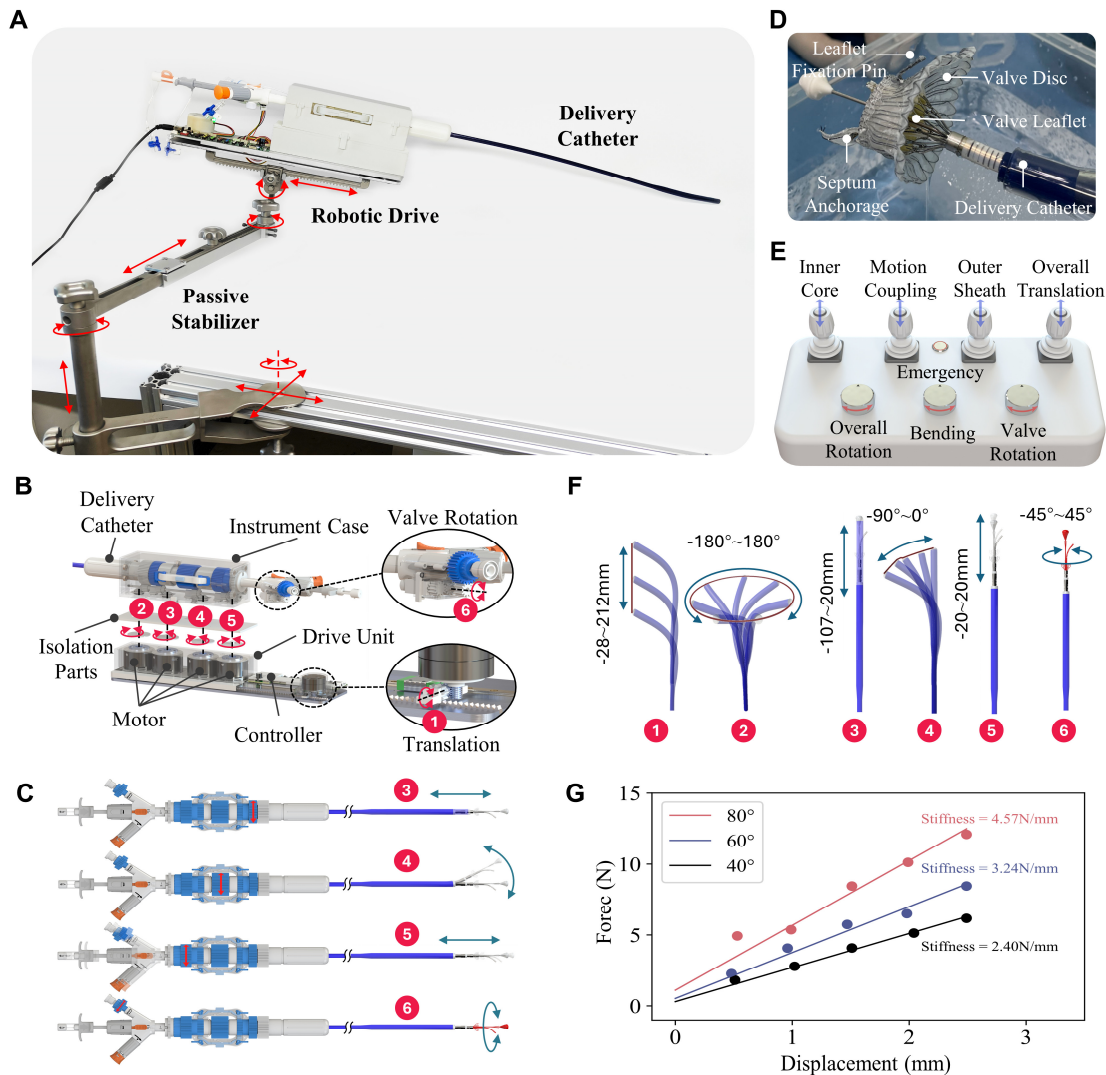 A
Delivery
Catheter
Robotic Drive
Passive
Stabilizer
D
Leaflet
Fixation Pin
Valve Disc
Valve Leaflet
Septum
Anchorage
Delivery Catheter
E
Inner
Core
Motion
Coupling
Outer
Sheath
Overall
Translation
Emergency
Overall
Rotation
Bending
Valve
Rotation
B
Delivery
Catheter
Instrument Case
Valve Rotation
6
2
3
4
5
Isolation
Parts
Drive Unit
Motor
Controller
1
Translation
F
-28~212mm
1
-180°~180°
2
-107~20mm
3
-90°~0°
4
-20~20mm
5
-45°~45°
6
C
3
4
5
6
G
15
10
5
0
Forec (N)
80°
60°
40°
Stiffness = 4.57N/mm
Stiffness = 3.24N/mm
Stiffness = 2.40N/mm
0
1
2
3
Displacement (mm)